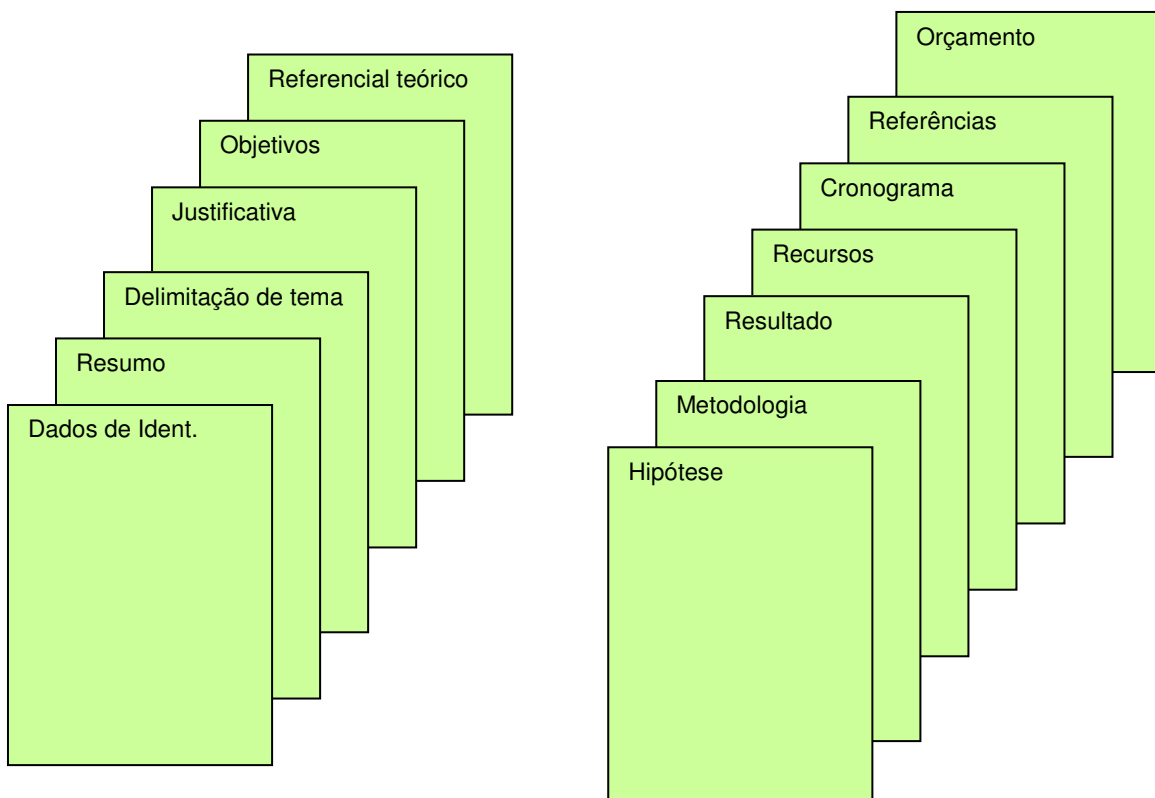 Referencial teórico
Objetivos
Justificativa
Delimitação de tema
Resumo
Dados de Ident.
Orçamento
Referências
Cronograma
Recursos
Resultado
Metodologia
Hipótese